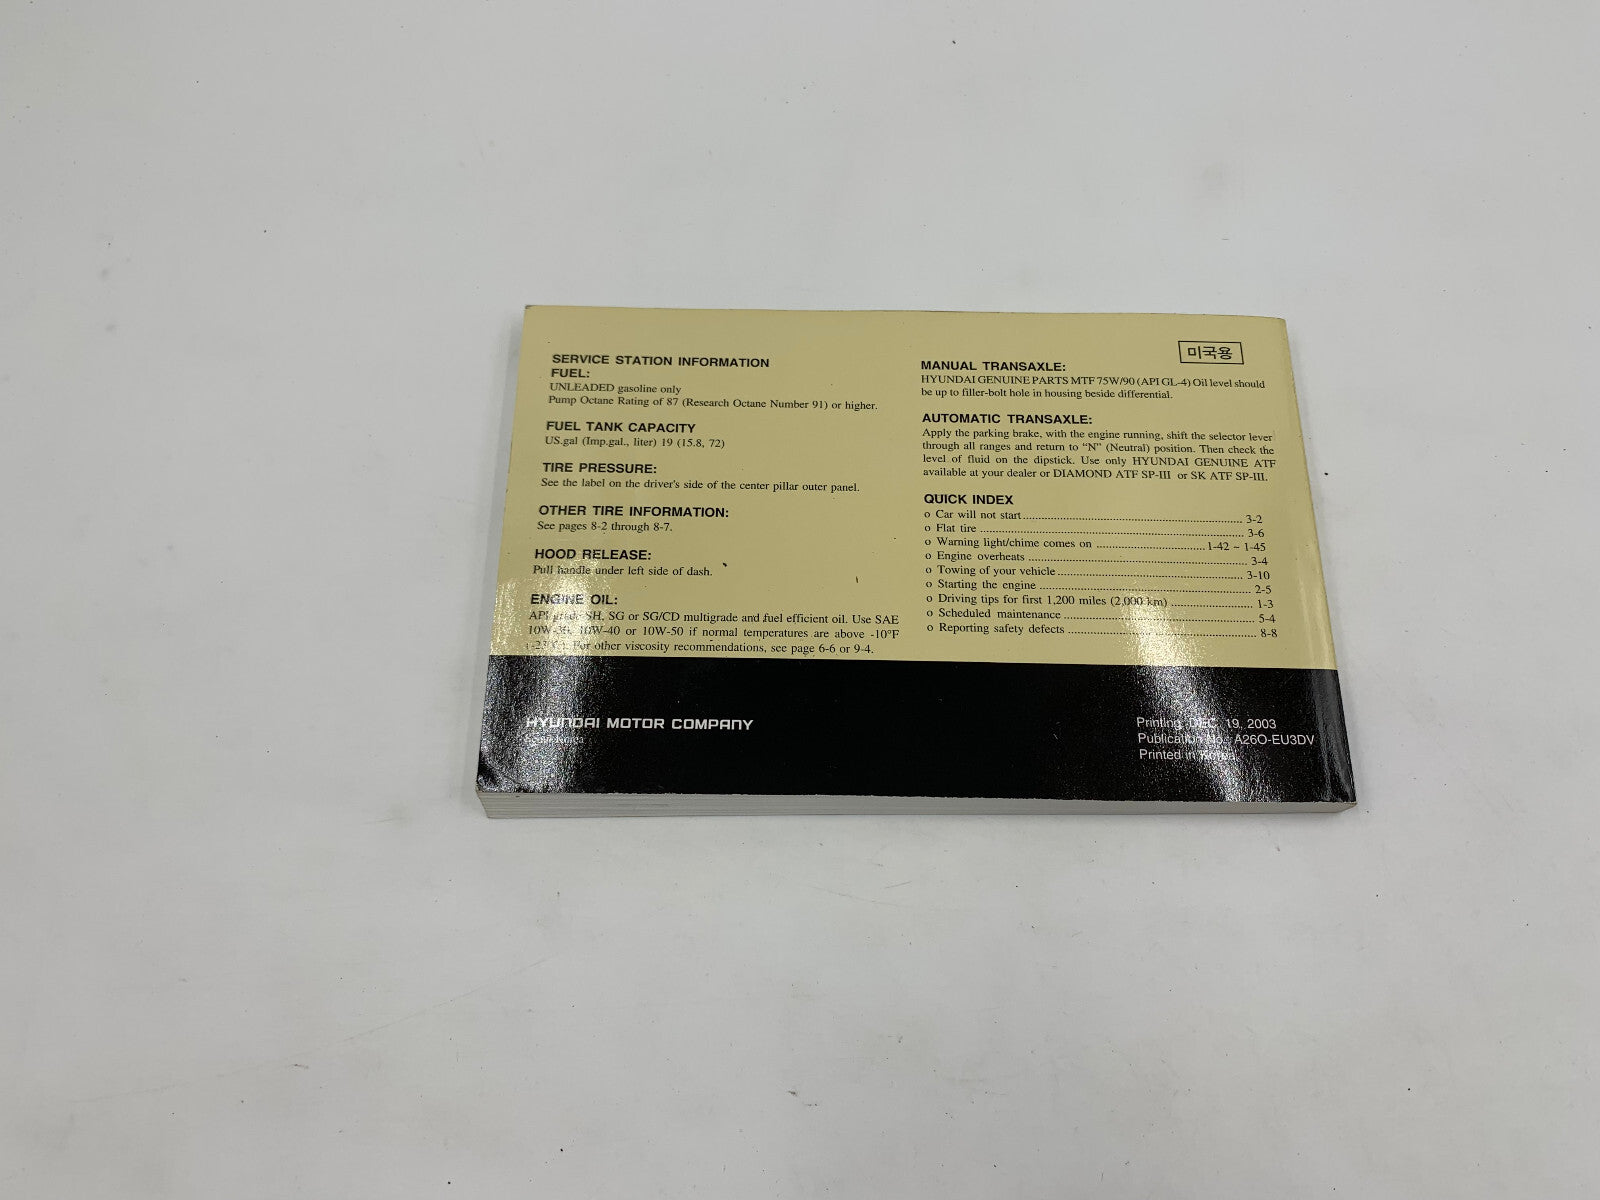 SERVICE STATION INFORMATION
FUEL:
UNLEADED gasoline only
Pump Octane Rating of 87 (Research Octane Number 91) or higher.
FUEL TANK CAPACITY
US.gal (Imp.gal., liter) 19 (15.8, 72)
TIRE PRESSURE:
See the label on the driver's side of the center pillar outer panel.
OTHER TIRE INFORMATION:
See pages 8-2 through 8-7.
HOOD RELEASE:
Pull handle under left side of dash.
ENGINE OIL:
API grade SH, SG or SG/CD multigrade and fuel efficient oil. Use SAE
10W-30, 10W-40 or 10W-50 if normal temperatures are above -10°F
(-23°C). For other viscosity recommendations, see page 6-6 or 9-4.
미국용
MANUAL TRANSAXLE:
HYUNDAI GENUINE PARTS MTF 75W/90 (API GL-4) Oil level should
be up to filler-bolt hole in housing beside differential.
AUTOMATIC TRANSAXLE:
Apply the parking brake, with the engine running, shift the selector lever
through all ranges and return to “N” (Neutral) position. Then check the
level of fluid on the dipstick. Use only HYUNDAI GENUINE ATF
available at your dealer or DIAMOND ATF SP-III or SK ATF SP-III.
QUICK INDEX
o Car will not start ........ 3-2
o Flat tire ........ 3-6
o Warning light/chime comes on ........ 1-42 ~ 1-45
o Engine overheats ........ 3-4
o Towing of your vehicle ........ 3-10
o Starting the engine ........ 2-5
o Driving tips for first 1,200 miles (2,000 km) ........ 1-3
o Scheduled maintenance ........ 5-4
o Reporting safety defects ........ 8-8
HYUNDAI MOTOR COMPANY
Seoul, Korea
Printing: DEC. 19, 2003
Publication No.: A26O-EU3DV
Printed in Korea